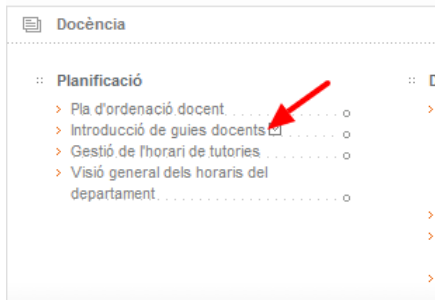 Docència
Planificació
Pla d'ordenació docent
Introducció de guies docents
Gestió de l'horari de tutories
Visió general dels horaris del
departament